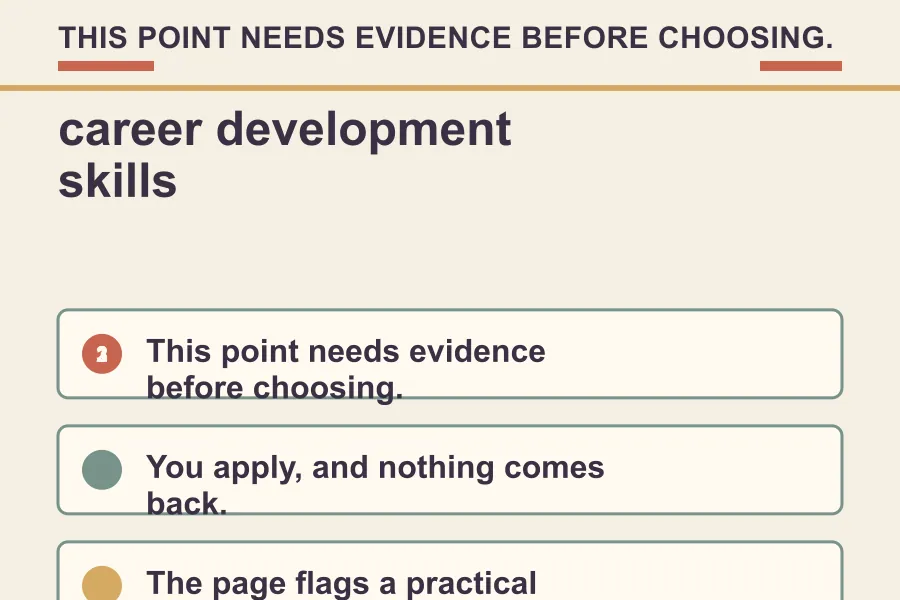 THIS POINT NEEDS EVIDENCE BEFORE CHOOSING.
career development
skills
This point needs evidence
before choosing.
You apply, and nothing comes
back.
The page flags a practical